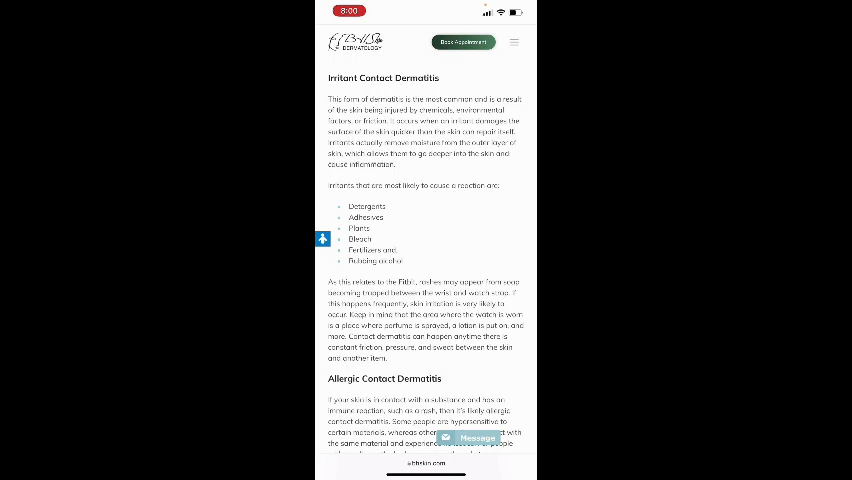 8:00
DERMATOLOGY
Book Appointment
Irritant Contact Dermatitis
This form of dermatitis is the most common and is a result
of the skin being injured by chemicals, environmental
factors, or friction. It occurs when an irritant damages the
surface of the skin quicker than the skin can repair itself.
Irritants actually remove moisture from the outer layer of
skin, which allows them to go deeper into the skin and
cause inflammation.
Irritants that are most likely to cause a reaction are:
Detergents
Adhesives
Plants
Bleach
Fertilizers and,
Rubbing alcohol
As this relates to the Fitbit, rashes may appear from soap
becoming trapped between the wrist and watch strap. If
this happens frequently, skin irritation is very likely to
occur. Keep in mind that the area where the watch is worn
is a place where perfume is sprayed, a lotion is put on, and
more. Contact dermatitis can happen anytime there is
constant friction, pressure, and sweat between the skin
and another item.
Allergic Contact Dermatitis
If your skin is in contact with a substance and has an
immune reaction, such as a rash, then it's likely allergic
contact dermatitis. Some people are hypersensitive to
certain materials, whereas other ct with
the same material and experien people
Message
bhskin.com